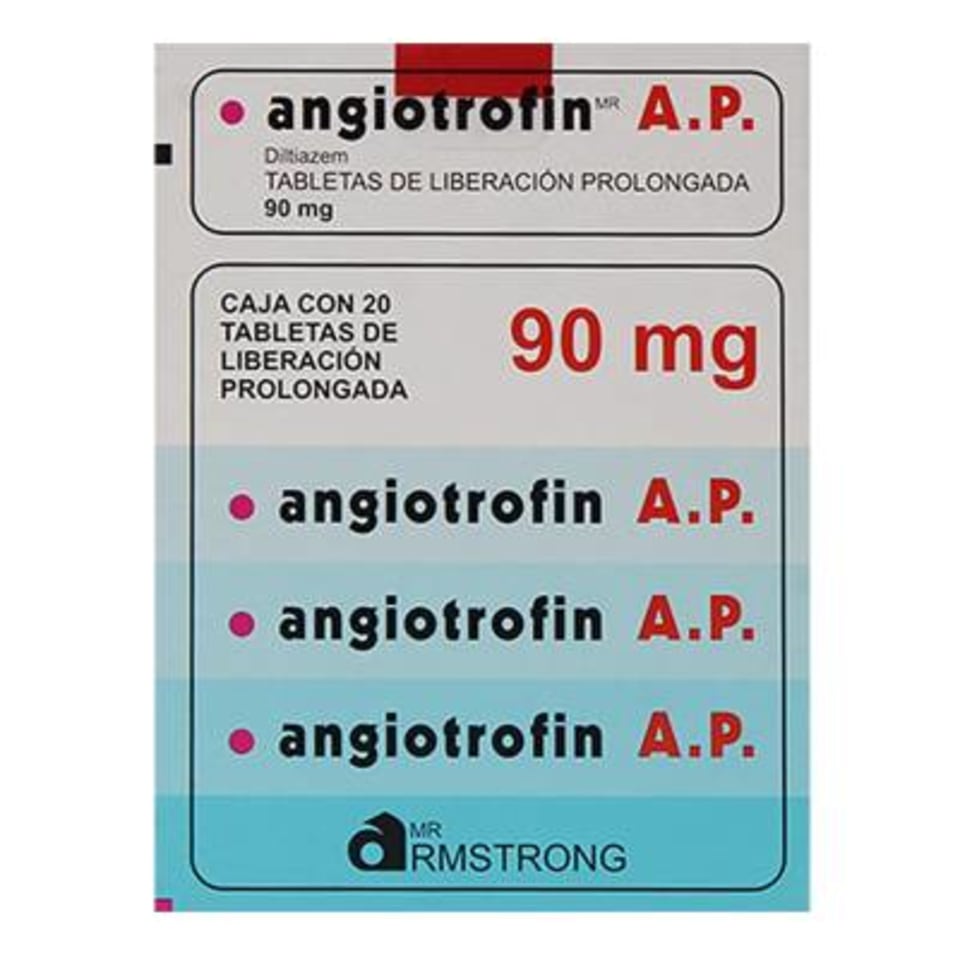 angiotrofin MR A.P.
Diltiazem
TABLETAS DE LIBERACIÓN PROLONGADA
90 mg
CAJA CON 20
TABLETAS DE
LIBERACIÓN
PROLONGADA
90 mg
angiotrofin A.P.
angiotrofin A.P.
angiotrofin A.P.
MR
aRMSTRONG